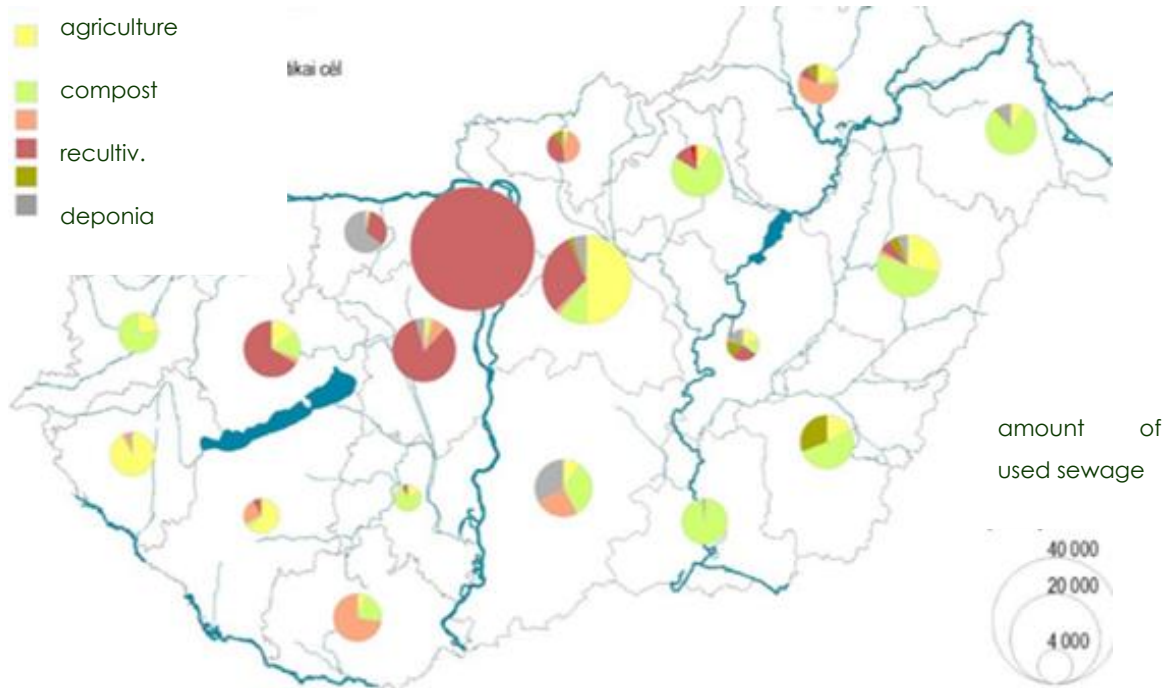 agriculture
tikai cél
compost
recultiv.
deponia
amount of
used sewage
40 000
20 000
4 000